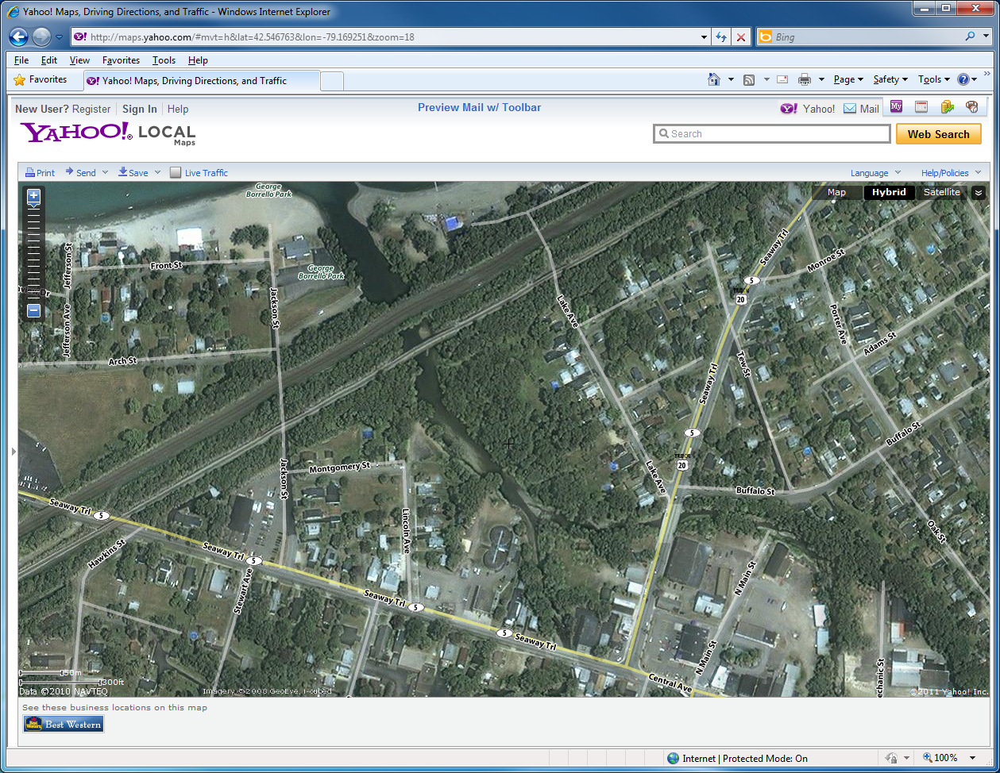 Yahoo! Maps, Driving Directions, and Traffic - Windows Internet Explorer
http://maps.yahoo.com/#mvt=h&lat=42.546763&lon=-79.169251&zoom=18
Bing
File Edit View Favorites Tools Help
Favorites
Yahoo! Maps, Driving Directions, and Traffic
Page Safety Tools
New User? Register Sign In Help
Preview Mail w/ Toolbar
Yahoo! Mail My
YAHOO!® LOCAL
Maps
Search
Web Search
Print Send Save Live Traffic
Language Help/Policies
George
Borrello Park
Map Hybrid Satellite
Jefferson St
Front St
George
Borrello Park
Seaway Trl
Monroe St
5
20
Jackson St
Lake Ave
Jefferson Ave
Porter Ave
Adams St
Arch St
Tew St
Seaway Trl
5
Buffalo St
20
Montgomery St
Jackson St
Lake Ave
Buffalo St
Seaway Trl
5
Lincoln Ave
Oak St
Hawkins St
Seaway Trl
5
Stewart Ave
N Main St
Seaway Trl
5
5
Seaway Trl
N Main St
Central Ave
chanic St
50m
300ft
Data ©2010 NAVTEQ
Imagery ©2008 GeoEye, i-cubed
©2011 Yahoo! Inc.
See these business locations on this map
Best Western
Best Western
Internet | Protected Mode: On
100%